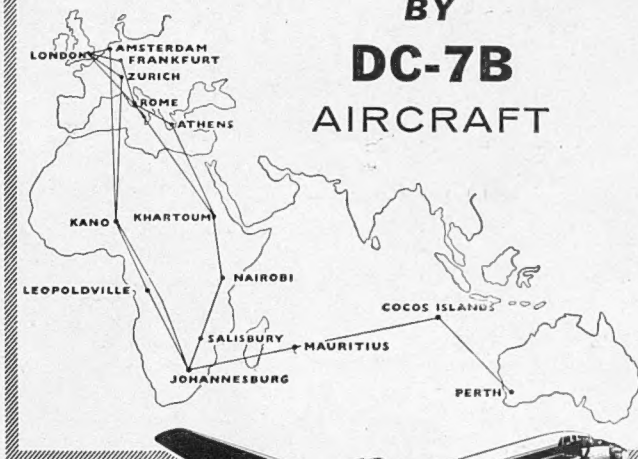 BY
DC-7B
AIRCRAFT
LONDON
AMSTERDAM
FRANKFURT
ZURICH
ROME
ATHENS
KANO
KHARTOUM
LEOPOLDVILLE
NAIROBI
COCOS ISLANDS
SALISBURY
MAURITIUS
JOHANNESBURG
PERTH